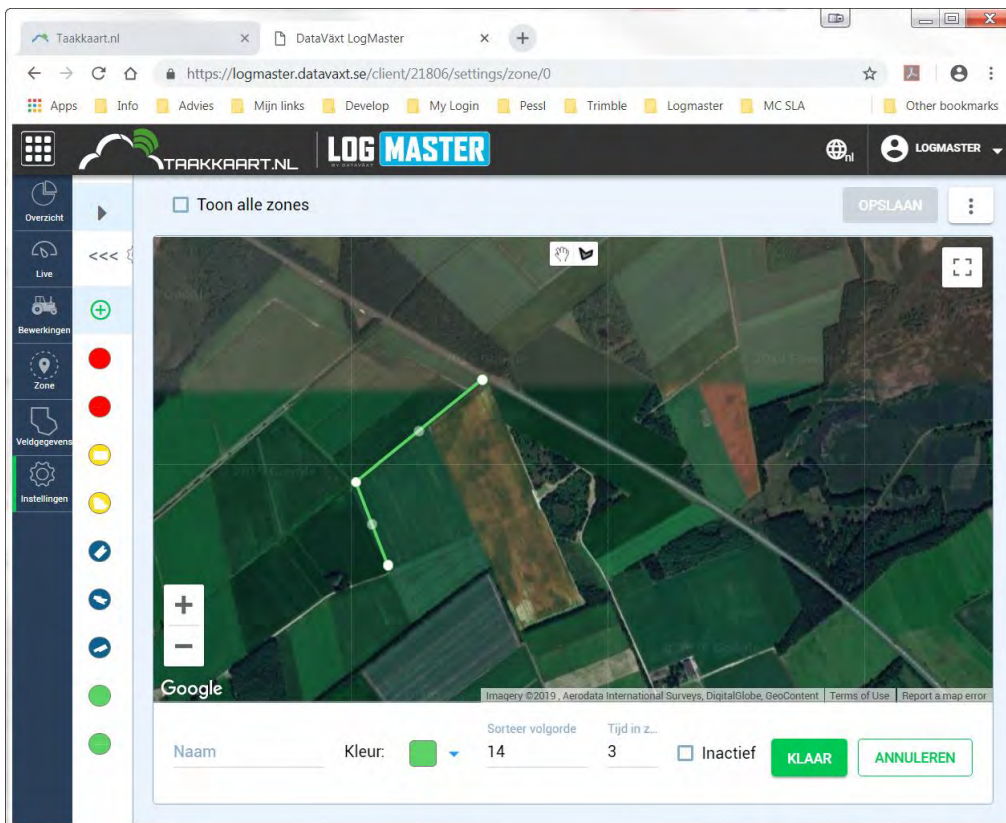 Taakkaart.nl
DataVäxt LogMaster
https://logmaster.datavaxt.se/client/21806/settings/zone/0
Apps Info Advies Mijn links Develop My Login Pessl Trimble Logmaster MC SLA Other bookmarks
TAAKKAART.NL LOG MASTER nl LOGMASTER
MY DATAVÄXT
Overzicht
Live
Bewerkingen
Zone
Veldgegevens
Instellingen
<<<
Toon alle zones OPSLAAN
Google
Imagery ©2019 , Aerodata International Surveys, DigitalGlobe, GeoContent Terms of Use Report a map error
Sorteer volgorde Tijd in z...
Naam Kleur: 14 3 Inactief KLAAR ANNULEREN